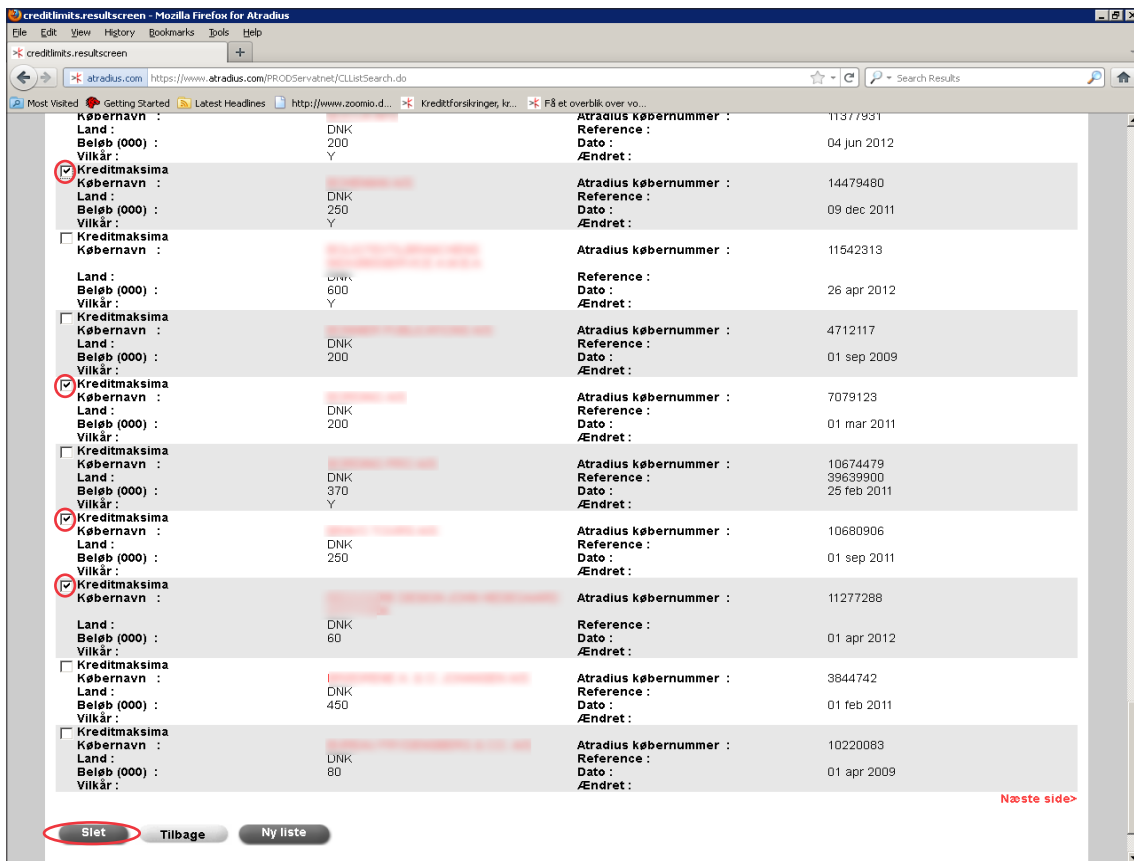 creditlimits.resultscreen - Mozilla Firefox for Atradius
File Edit View History Bookmarks Tools Help
creditlimits.resultscreen +
atradius.com https://www.atradius.com/PRODServatnet/CLListSearch.do Search Results
Most Visited Getting Started Latest Headlines http://www.zoomio.d... Kredittforsikringer, kr... Få et overblik over vo...
Købernavn : Atradius købernummer : 11377931
Land : DNK Reference :
Beløb (000) : 200 Dato : 04 jun 2012
Vilkår : Y Ændret :
Kreditmaksima
Købernavn : Atradius købernummer : 14479480
Land : DNK Reference :
Beløb (000) : 250 Dato : 09 dec 2011
Vilkår : Y Ændret :
Kreditmaksima
Købernavn : Atradius købernummer : 11542313
Land : DNK Reference :
Beløb (000) : 600 Dato : 26 apr 2012
Vilkår : Y Ændret :
Kreditmaksima
Købernavn : Atradius købernummer : 4712117
Land : DNK Reference :
Beløb (000) : 200 Dato : 01 sep 2009
Vilkår : Ændret :
Kreditmaksima
Købernavn : Atradius købernummer : 7079123
Land : DNK Reference :
Beløb (000) : 200 Dato : 01 mar 2011
Vilkår : Ændret :
Kreditmaksima
Købernavn : Atradius købernummer : 10674479
Land : DNK Reference : 39639900
Beløb (000) : 370 Dato : 25 feb 2011
Vilkår : Y Ændret :
Kreditmaksima
Købernavn : Atradius købernummer : 10680906
Land : DNK Reference :
Beløb (000) : 250 Dato : 01 sep 2011
Vilkår : Ændret :
Kreditmaksima
Købernavn : Atradius købernummer : 11277288
Land : DNK Reference :
Beløb (000) : 60 Dato : 01 apr 2012
Vilkår : Ændret :
Kreditmaksima
Købernavn : Atradius købernummer : 3844742
Land : DNK Reference :
Beløb (000) : 450 Dato : 01 feb 2011
Vilkår : Ændret :
Kreditmaksima
Købernavn : Atradius købernummer : 10220083
Land : DNK Reference :
Beløb (000) : 80 Dato : 01 apr 2009
Vilkår : Ændret :
Næste side>
Slet Tilbage Ny liste